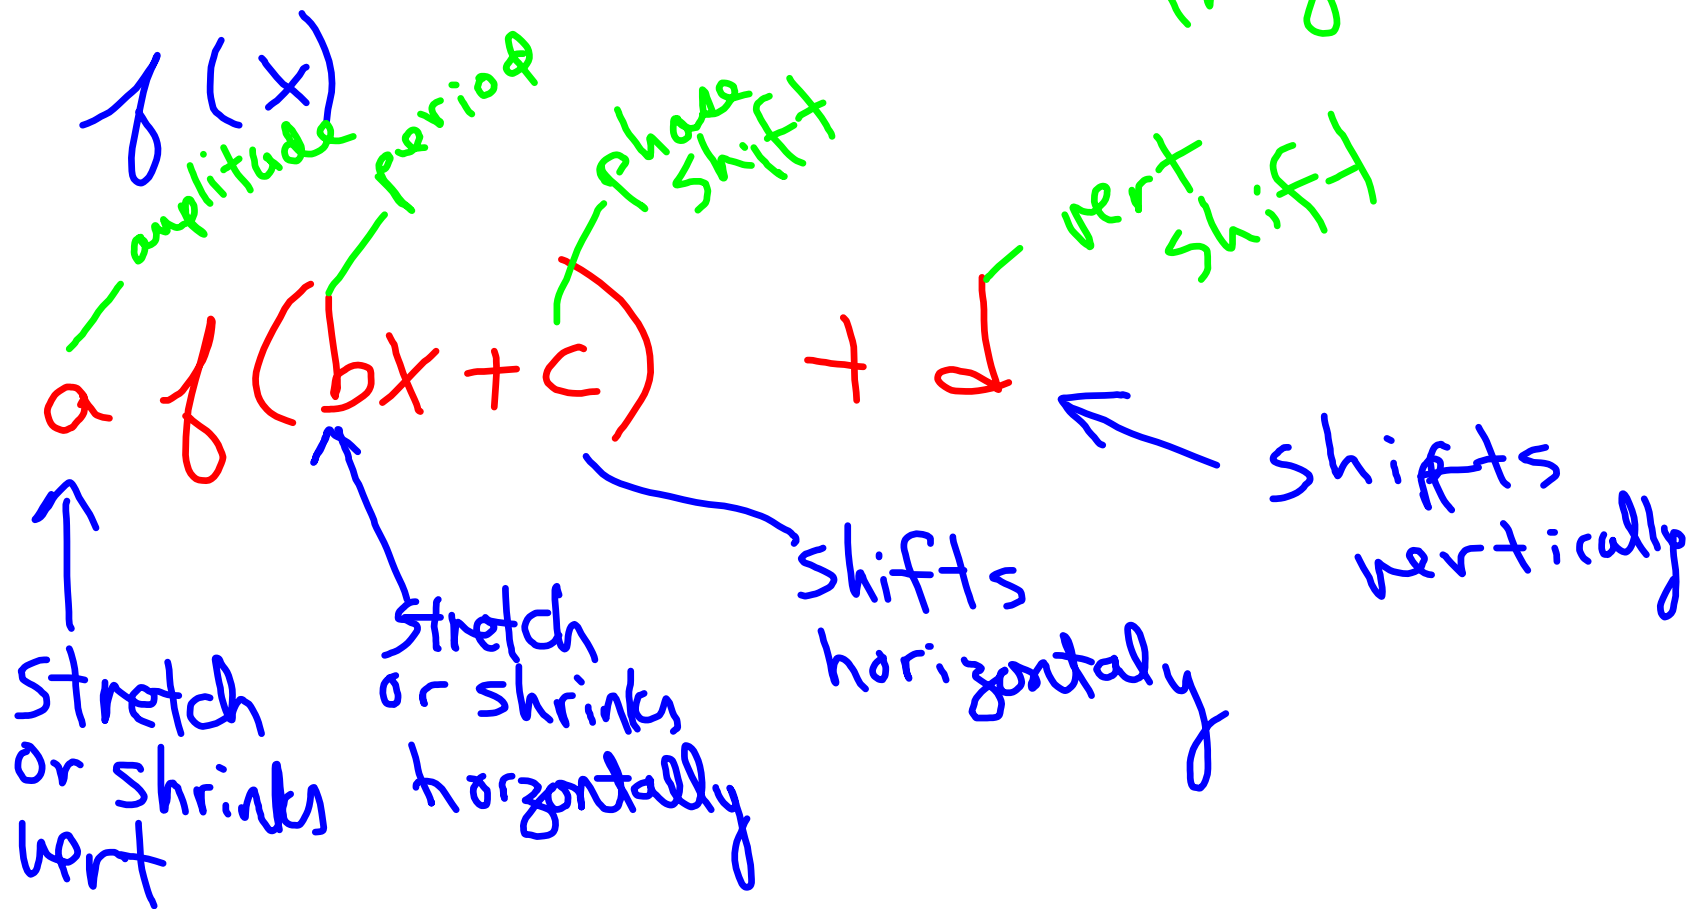 f(x)
amplitude
period
phase
shift
vert
shift
a f(bx+c) + d
stretch
or shrinks
vert
stretch
or shrinks
horzontally
shifts
horizontaly
shifts
vertically